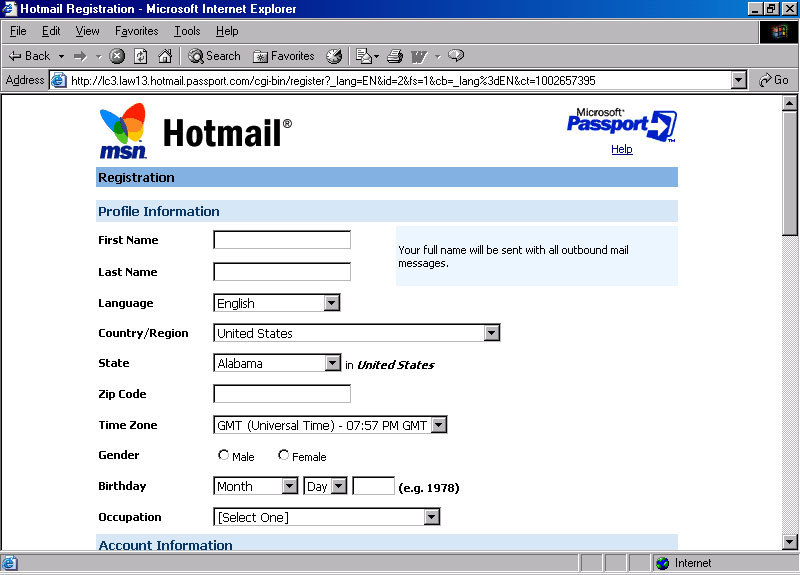 Hotmail Registration - Microsoft Internet Explorer
File Edit View Favorites Tools Help
Back Search Favorites
Address http://lc3.law13.hotmail.passport.com/cgi-bin/register?_lang=EN&id=2&fs=1&cb=_lang%3dEN&ct=1002657395 Go
msn Hotmail® Microsoft® Passport™
Help
Registration
Profile Information
First Name
Your full name will be sent with all outbound mail
messages.
Last Name
Language English
Country/Region United States
State Alabama in United States
Zip Code
Time Zone GMT (Universal Time) - 07:57 PM GMT
Gender Male Female
Birthday Month Day (e.g. 1978)
Occupation [Select One]
Account Information
Internet